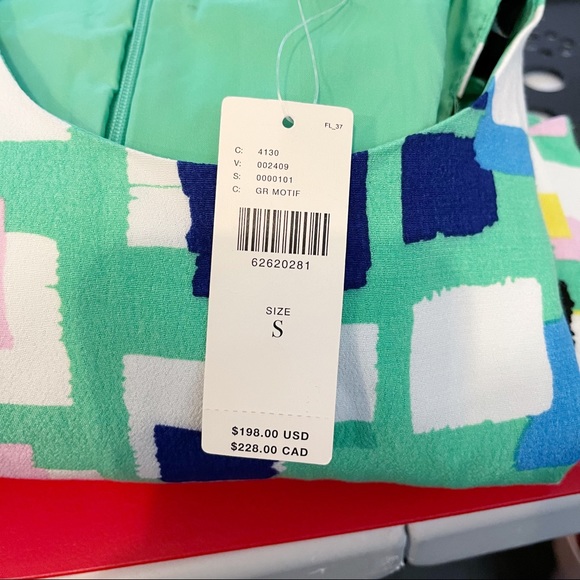 FL_37
C: 4130
V: 002409
S: 0000101
C: GR MOTIF
62620281
SIZE
S
$198.00 USD
$228.00 CAD